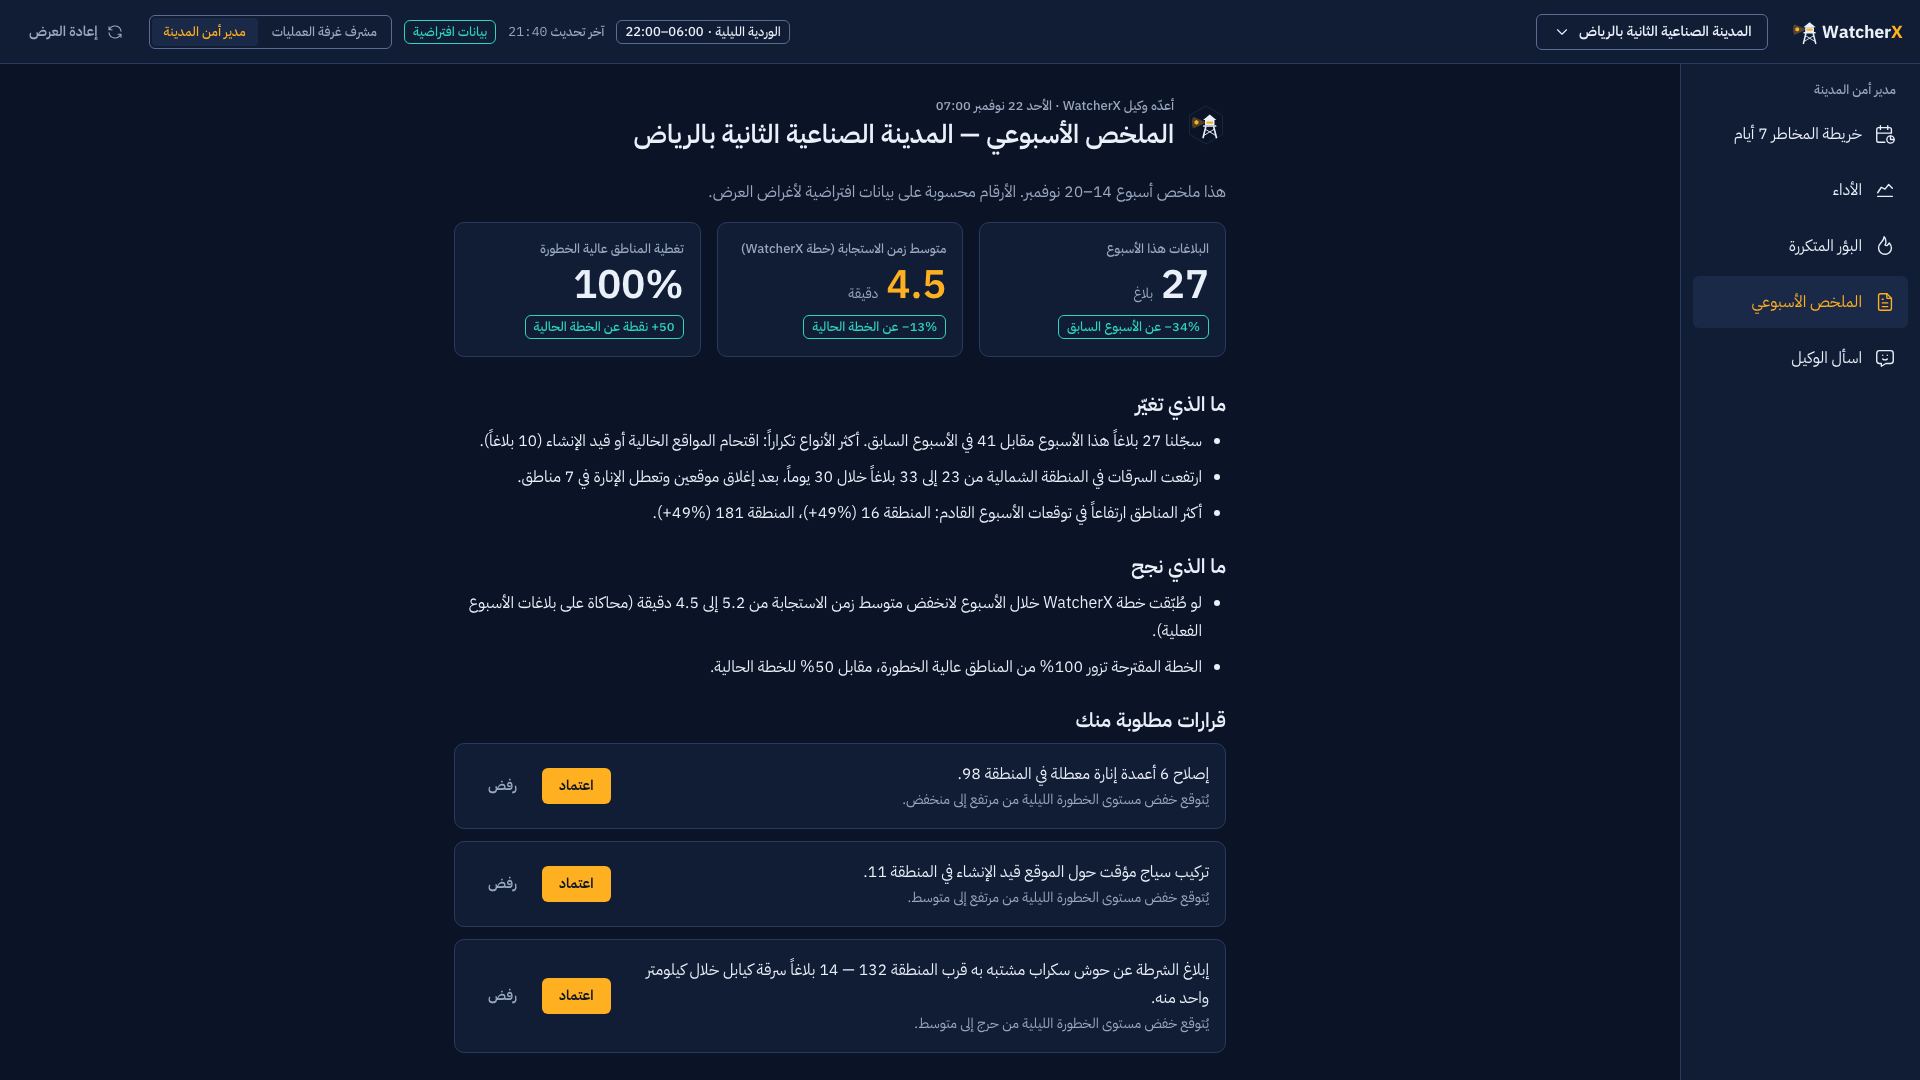 WatcherX
المدينة الصناعية الثانية بالرياض
الوردية الليلية · 22:00–06:00
آخر تحديث 21:40
بيانات افتراضية
مشرف غرفة العمليات
مدير أمن المدينة
إعادة العرض
مدير أمن المدينة
خريطة المخاطر 7 أيام
الأداء
البؤر المتكررة
الملخص الأسبوعي
اسأل الوكيل
أعدّه وكيل WatcherX · الأحد 22 نوفمبر 07:00
الملخص الأسبوعي — المدينة الصناعية الثانية بالرياض
هذا ملخص أسبوع 14–20 نوفمبر. الأرقام محسوبة على بيانات افتراضية لأغراض العرض.
البلاغات هذا الأسبوع
27 بلاغ
−34% عن الأسبوع السابق
متوسط زمن الاستجابة (خطة WatcherX)
4.5 دقيقة
−13% عن الخطة الحالية
تغطية المناطق عالية الخطورة
100%
+50 نقطة عن الخطة الحالية
ما الذي تغيّر
• سجّلنا 27 بلاغاً هذا الأسبوع مقابل 41 في الأسبوع السابق. أكثر الأنواع تكراراً: اقتحام المواقع الخالية أو قيد الإنشاء (10 بلاغاً).
• ارتفعت السرقات في المنطقة الشمالية من 23 إلى 33 بلاغاً خلال 30 يوماً، بعد إغلاق موقعين وتعطل الإنارة في 7 مناطق.
• أكثر المناطق ارتفاعاً في توقعات الأسبوع القادم: المنطقة 16 (+49%)، المنطقة 181 (+49%).
ما الذي نجح
• لو طُبّقت خطة WatcherX خلال الأسبوع لانخفض متوسط زمن الاستجابة من 5.2 إلى 4.5 دقيقة (محاكاة على بلاغات الأسبوع
الفعلية).
• الخطة المقترحة تزور 100% من المناطق عالية الخطورة، مقابل 50% للخطة الحالية.
قرارات مطلوبة منك
إصلاح 6 أعمدة إنارة معطلة في المنطقة 98.
يُتوقع خفض مستوى الخطورة الليلية من مرتفع إلى منخفض.
اعتماد
رفض
تركيب سياج مؤقت حول الموقع قيد الإنشاء في المنطقة 11.
يُتوقع خفض مستوى الخطورة الليلية من مرتفع إلى متوسط.
اعتماد
رفض
إبلاغ الشرطة عن حوش سكراب مشتبه به قرب المنطقة 132 — 14 بلاغاً سرقة كيابل خلال كيلومتر
واحد منه.
يُتوقع خفض مستوى الخطورة الليلية من حرج إلى متوسط.
اعتماد
رفض